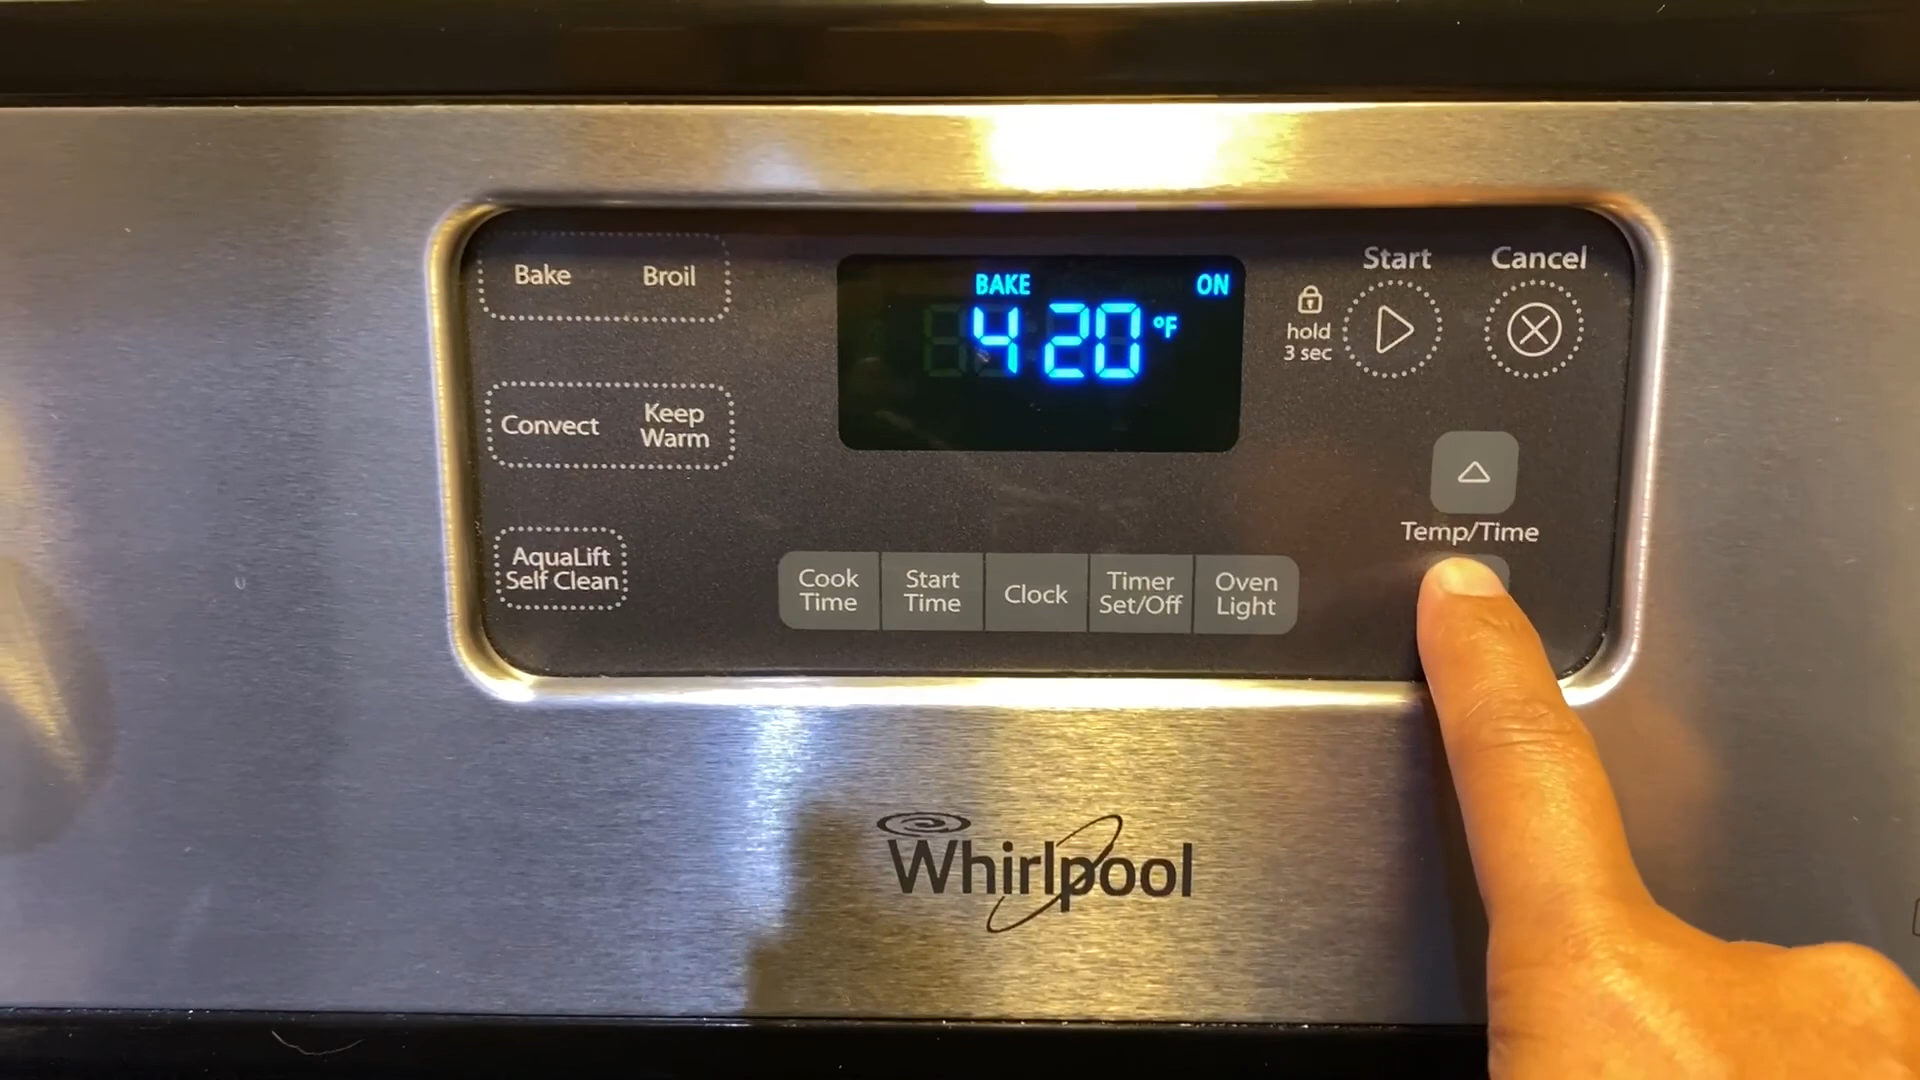 Bake Broil
Convect Keep
Warm
AquaLift
Self Clean
BAKE ON
420 °F
Cook
Time
Start
Time
Clock
Timer
Set/Off
Oven
Light
Start
Cancel
hold
3 sec
Temp/Time
Whirlpool